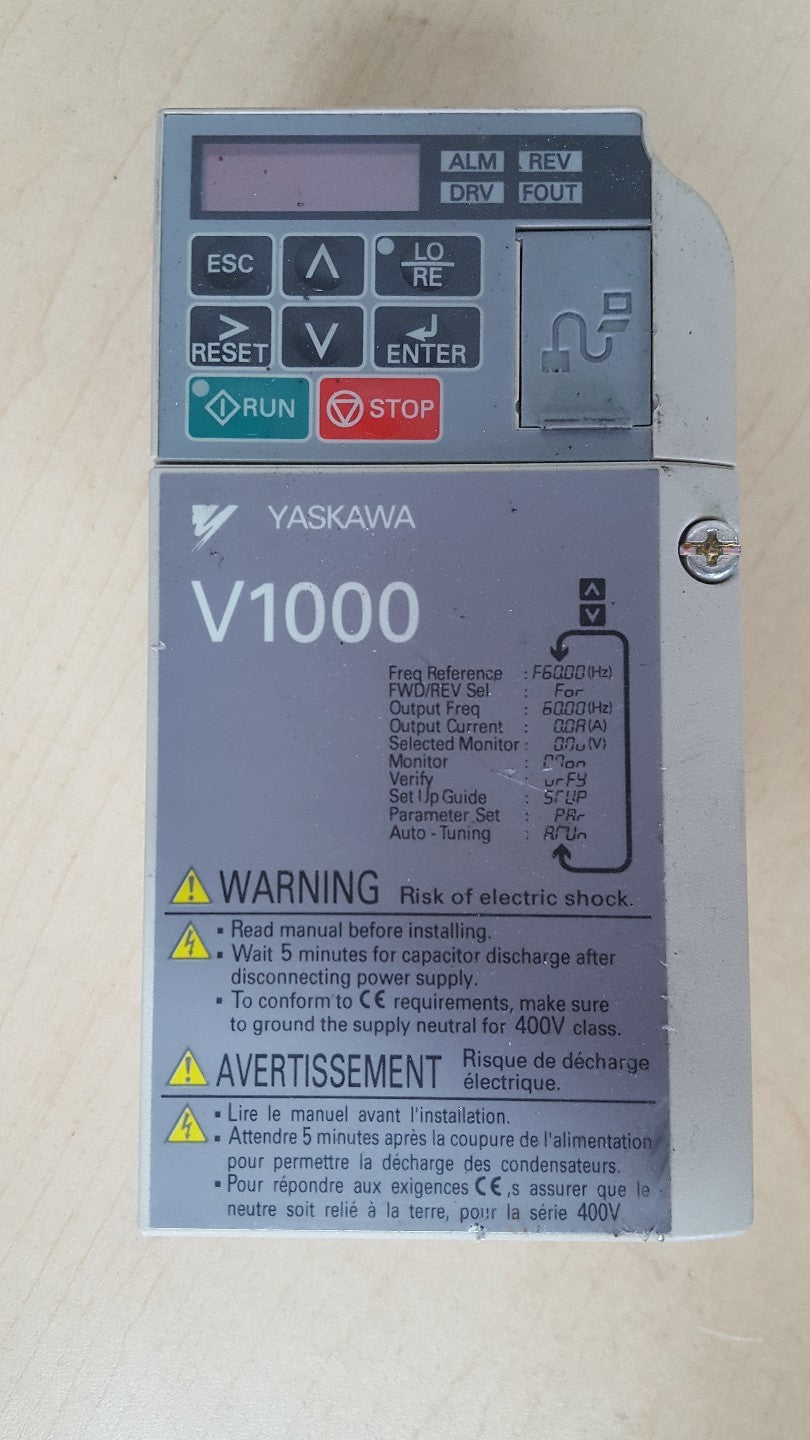 ALM REV
DRV FOUT
ESC
LO
RE
>
RESET
ENTER
RUN
STOP
YASKAWA
V1000
Freq Reference : F60.00(Hz)
FWD/REV Sel : For
Output Freq : 60.00(Hz)
Output Current : 0.0A(A)
Selected Monitor : (V)
Monitor :
Verify : vrFy
Set Up Guide : STUP
Parameter Set : PAr
Auto - Tuning : ATUn
WARNING Risk of electric shock.
▪ Read manual before installing.
▪ Wait 5 minutes for capacitor discharge after
disconnecting power supply.
▪ To conform to CE requirements, make sure
to ground the supply neutral for 400V class.
AVERTISSEMENT Risque de décharge
électrique.
▪ Lire le manuel avant l'installation.
▪ Attendre 5 minutes après la coupure de l'alimentation
pour permettre la décharge des condensateurs.
▪ Pour répondre aux exigences CE ,s assurer que le
neutre soit relié à la terre, pour la série 400V